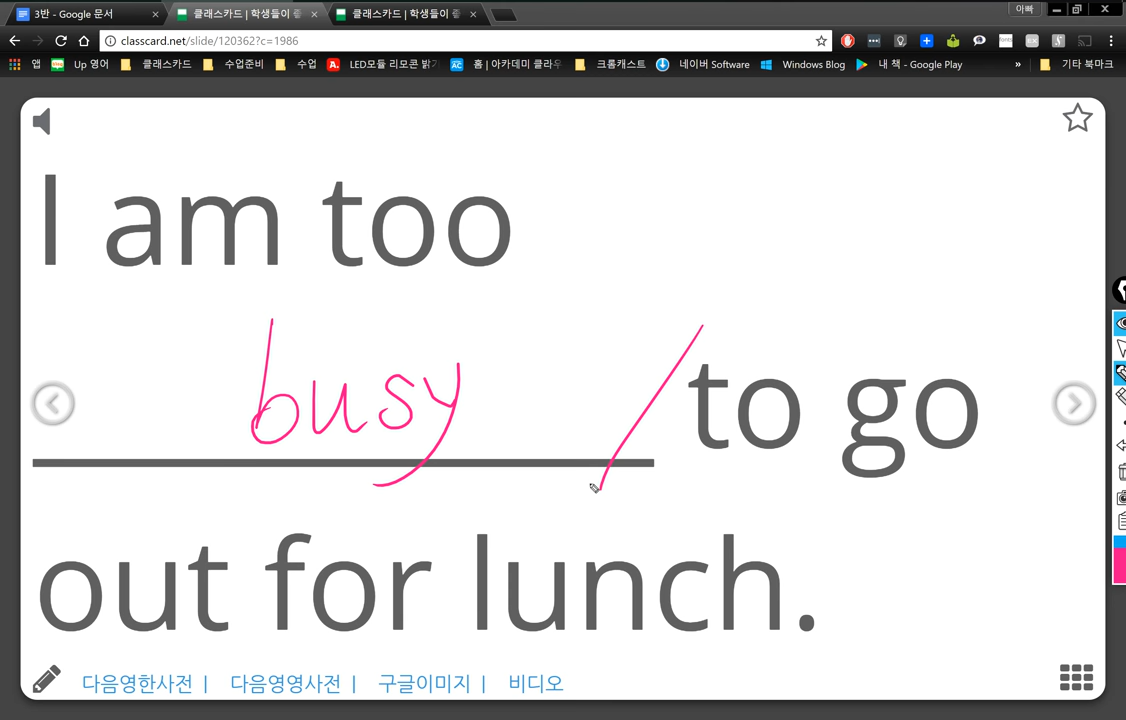 3반 - Google 문서
클래스카드 | 학생들이 좋
클래스카드 | 학생들이 좋
아빠
classcard.net/slide/120362?c=1986
앱 Up 영어 클래스카드 수업준비 수업 LED모듈 리모콘 밝기 홈 | 아카데미 클라우 크롬캐스트 네이버 Software Windows Blog 내 책 - Google Play » 기타 북마크
I am too
busy to go
out for lunch.
다음영한사전 | 다음영영사전 | 구글이미지 | 비디오